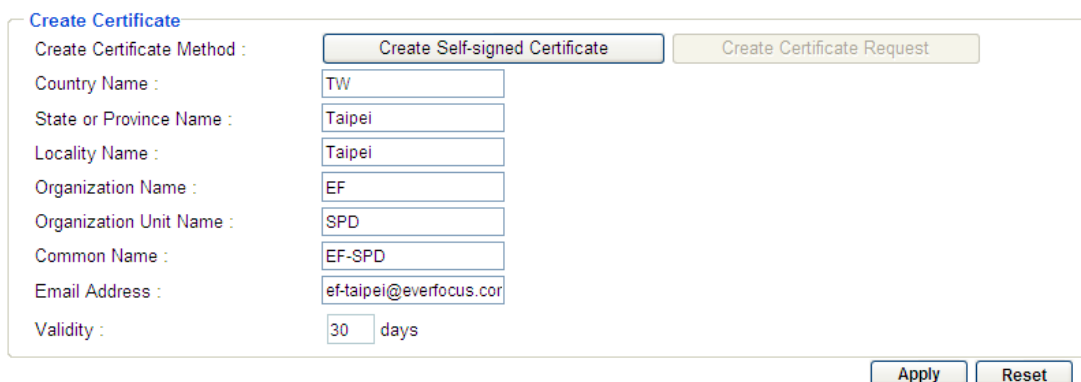 Create Certificate
Create Certificate Method : Create Self-signed Certificate Create Certificate Request
Country Name : TW
State or Province Name : Taipei
Locality Name : Taipei
Organization Name : EF
Organization Unit Name : SPD
Common Name : EF-SPD
Email Address : ef-taipei@everfocus.cor
Validity : 30 days
Apply Reset